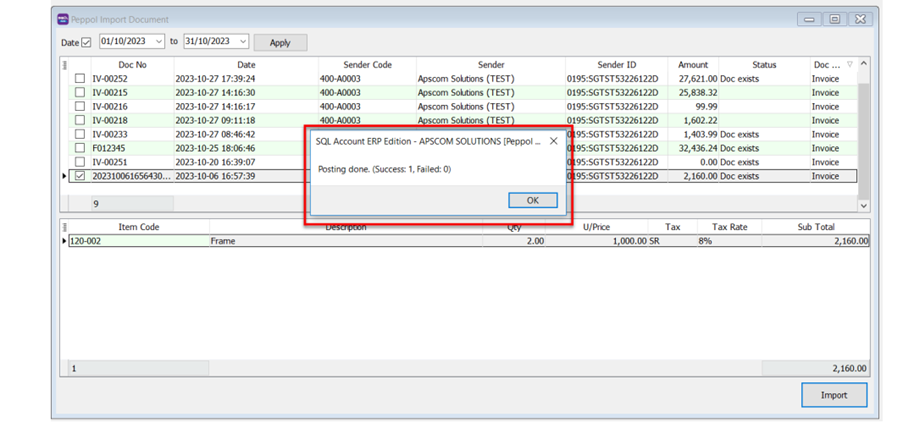 Peppol Import Document
Date 01/10/2023 to 31/10/2023 Apply
Doc No Date Sender Code Sender Sender ID Amount Status Doc ...
IV-00252 2023-10-27 17:39:24 400-A0003 Apscom Solutions (TEST) 0195:SGTST53226122D 27,621.00 Doc exists Invoice
IV-00215 2023-10-27 14:16:30 400-A0003 Apscom Solutions (TEST) 0195:SGTST53226122D 25,838.32 Invoice
IV-00216 2023-10-27 14:16:17 400-A0003 Apscom Solutions (TEST) 0195:SGTST53226122D 99.99 Invoice
IV-00218 2023-10-27 09:11:18 400-A0003 Apscom Solutions (TEST) 0195:SGTST53226122D 1,602.22 Invoice
IV-00233 2023-10-27 08:46:42 0195:SGTST53226122D 1,403.99 Doc exists Invoice
F012345 2023-10-25 18:06:46 0195:SGTST53226122D 32,436.24 Doc exists Invoice
IV-00251 2023-10-20 16:39:07 0195:SGTST53226122D 0.00 Doc exists Invoice
202310061656430... 2023-10-06 16:57:39 0195:SGTST53226122D 2,160.00 Doc exists Invoice
9
SQL Account ERP Edition - APSCOM SOLUTIONS [Peppol ...
Posting done. (Success: 1, Failed: 0)
OK
Item Code Description Qty U/Price Tax Tax Rate Sub Total
120-002 Frame 2.00 1,000.00 SR 8% 2,160.00
1 2,160.00
Import